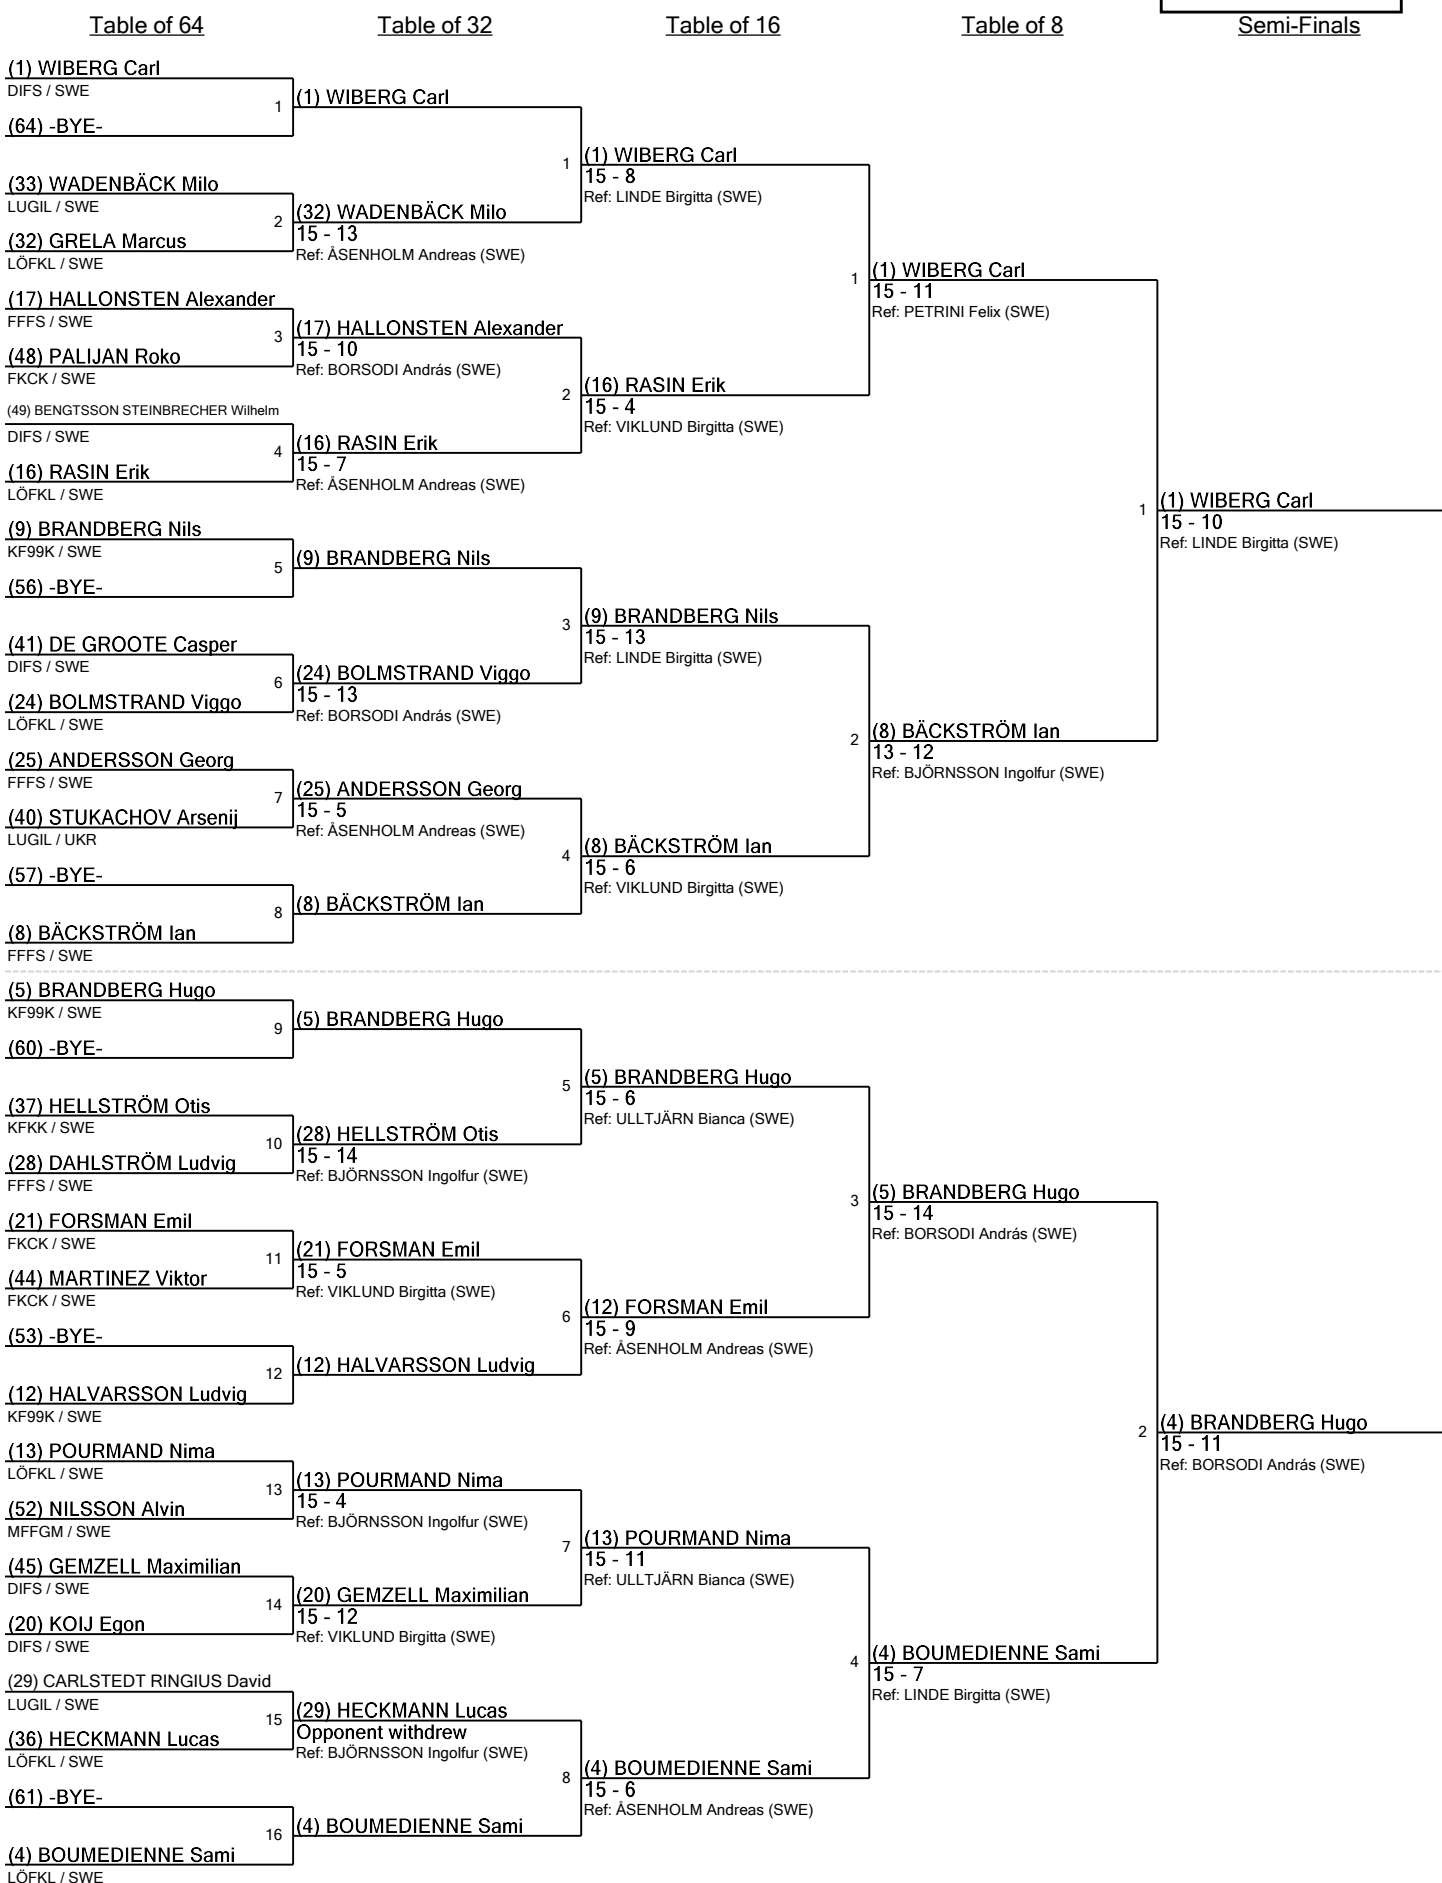 Table of 64
Table of 32
Table of 16
Table of 8
Semi-Finals
(1) WIBERG Carl
DIFS / SWE
1
(64) -BYE-
(33) WADENBÄCK Milo
LUGIL / SWE
2
(32) GRELA Marcus
LÖFKL / SWE
(17) HALLONSTEN Alexander
FFFS / SWE
3
(48) PALIJAN Roko
FKCK / SWE
(49) BENGTSSON STEINBRECHER Wilhelm
DIFS / SWE
4
(16) RASIN Erik
LÖFKL / SWE
(9) BRANDBERG Nils
KF99K / SWE
5
(56) -BYE-
(41) DE GROOTE Casper
DIFS / SWE
6
(24) BOLMSTRAND Viggo
LÖFKL / SWE
(25) ANDERSSON Georg
FFFS / SWE
7
(40) STUKACHOV Arsenij
LUGIL / UKR
(57) -BYE-
8
(8) BÄCKSTRÖM Ian
FFFS / SWE
(5) BRANDBERG Hugo
KF99K / SWE
9
(60) -BYE-
(37) HELLSTRÖM Otis
KFKK / SWE
10
(28) DAHLSTRÖM Ludvig
FFFS / SWE
(21) FORSMAN Emil
FKCK / SWE
11
(44) MARTINEZ Viktor
FKCK / SWE
(53) -BYE-
12
(12) HALVARSSON Ludvig
KF99K / SWE
(13) POURMAND Nima
LÖFKL / SWE
13
(52) NILSSON Alvin
MFFGM / SWE
(45) GEMZELL Maximilian
DIFS / SWE
14
(20) KOIJ Egon
DIFS / SWE
(29) CARLSTEDT RINGIUS David
LUGIL / SWE
15
(36) HECKMANN Lucas
LÖFKL / SWE
(61) -BYE-
16
(4) BOUMEDIENNE Sami
LÖFKL / SWE
(1) WIBERG Carl
1
(32) WADENBÄCK Milo
15 - 13
Ref: ÅSENHOLM Andreas (SWE)
(17) HALLONSTEN Alexander
15 - 10
Ref: BORSODI András (SWE)
2
(16) RASIN Erik
15 - 7
Ref: ÅSENHOLM Andreas (SWE)
(9) BRANDBERG Nils
3
(24) BOLMSTRAND Viggo
15 - 13
Ref: BORSODI András (SWE)
(25) ANDERSSON Georg
15 - 5
Ref: ÅSENHOLM Andreas (SWE)
4
(8) BÄCKSTRÖM Ian
(5) BRANDBERG Hugo
5
(28) HELLSTRÖM Otis
15 - 14
Ref: BJÖRNSSON Ingolfur (SWE)
(21) FORSMAN Emil
15 - 5
Ref: VIKLUND Birgitta (SWE)
6
(12) HALVARSSON Ludvig
(13) POURMAND Nima
15 - 4
Ref: BJÖRNSSON Ingolfur (SWE)
7
(20) GEMZELL Maximilian
15 - 12
Ref: VIKLUND Birgitta (SWE)
(29) HECKMANN Lucas
Opponent withdrew
Ref: BJÖRNSSON Ingolfur (SWE)
8
(4) BOUMEDIENNE Sami
(1) WIBERG Carl
15 - 8
Ref: LINDE Birgitta (SWE)
1
(16) RASIN Erik
15 - 4
Ref: VIKLUND Birgitta (SWE)
(9) BRANDBERG Nils
15 - 13
Ref: LINDE Birgitta (SWE)
2
(8) BÄCKSTRÖM Ian
15 - 6
Ref: VIKLUND Birgitta (SWE)
(5) BRANDBERG Hugo
15 - 6
Ref: ULLTJÄRN Bianca (SWE)
3
(12) FORSMAN Emil
15 - 9
Ref: ÅSENHOLM Andreas (SWE)
(13) POURMAND Nima
15 - 11
Ref: ULLTJÄRN Bianca (SWE)
4
(4) BOUMEDIENNE Sami
15 - 6
Ref: ÅSENHOLM Andreas (SWE)
(1) WIBERG Carl
15 - 11
Ref: PETRINI Felix (SWE)
1
(8) BÄCKSTRÖM Ian
13 - 12
Ref: BJÖRNSSON Ingolfur (SWE)
(5) BRANDBERG Hugo
15 - 14
Ref: BORSODI András (SWE)
2
(4) BOUMEDIENNE Sami
15 - 7
Ref: LINDE Birgitta (SWE)
(1) WIBERG Carl
15 - 10
Ref: LINDE Birgitta (SWE)
(4) BRANDBERG Hugo
15 - 11
Ref: BORSODI András (SWE)